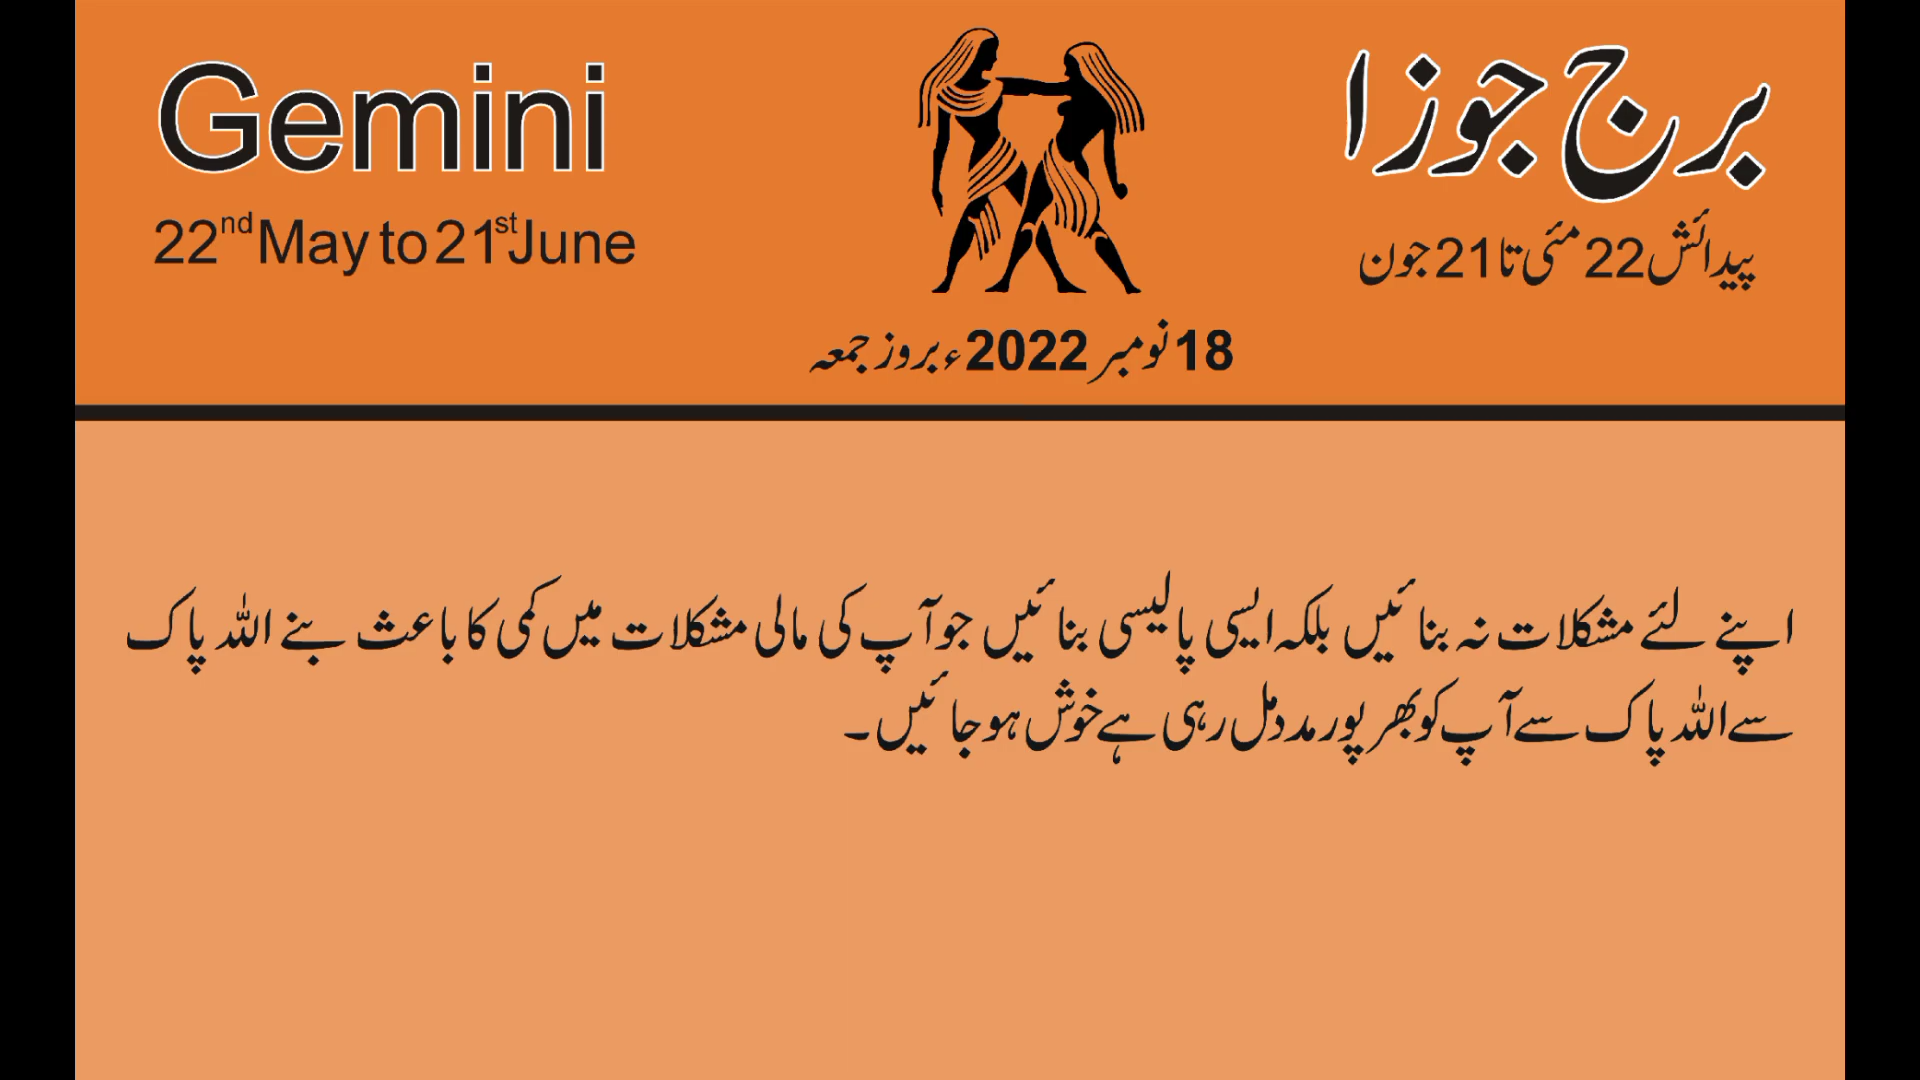 Gemini
برج جوزا
22nd May to 21st June
پیدائش 22 مئی تا 21 جون
18 نومبر 2022ء بروز جمعہ
اپنے لئے مشکلات نہ بنائیں بلکہ ایسی پالیسی بنائیں جو آپ کی مالی مشکلات میں کمی کا باعث بنے اللہ پاک
سے اللہ پاک سے آپ کو بھرپور مدد مل رہی ہے خوش ہو جائیں۔